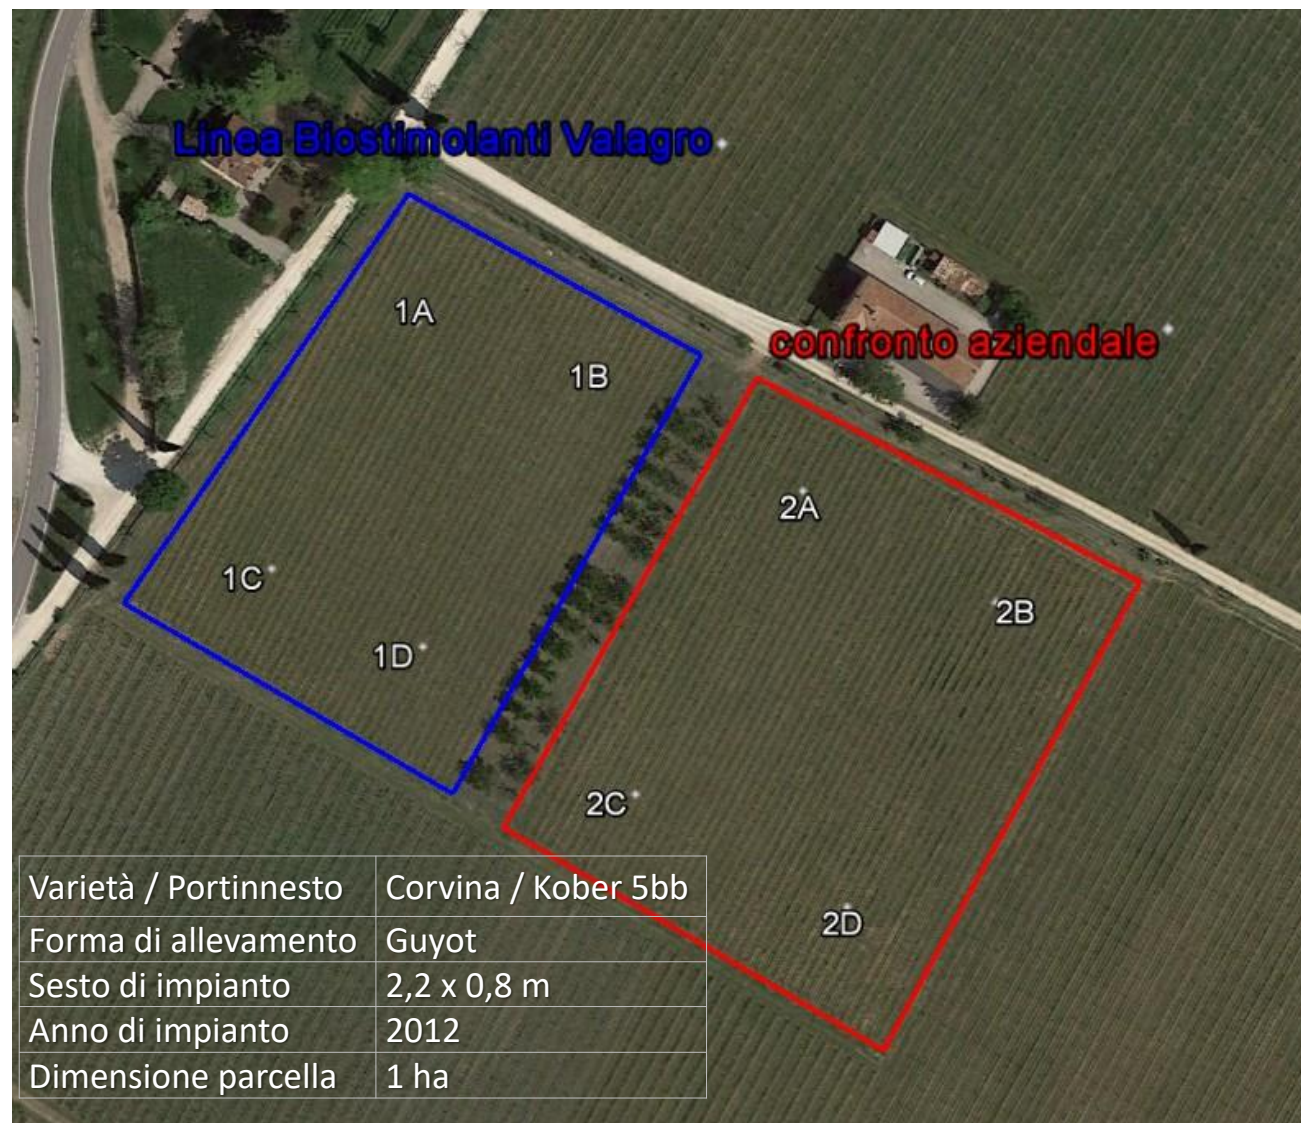 Linea Biostimolanti Valagro
1A
1B
confronto aziendale
2A
1C
2B
1D
2C
2D
Varietà / Portinnesto Corvina / Kober 5bb
Forma di allevamento Guyot
Sesto di impianto 2,2 x 0,8 m
Anno di impianto 2012
Dimensione parcella 1 ha